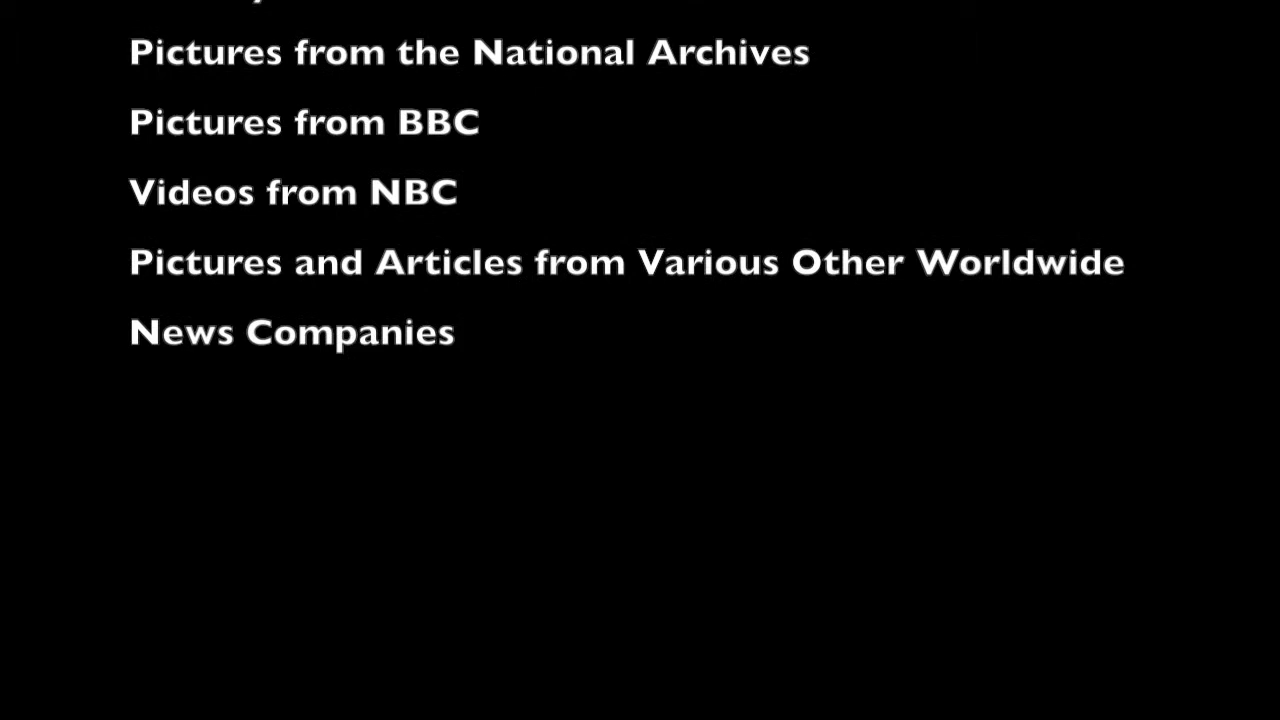 Pictures from the National Archives
Pictures from BBC
Videos from NBC
Pictures and Articles from Various Other Worldwide
News Companies